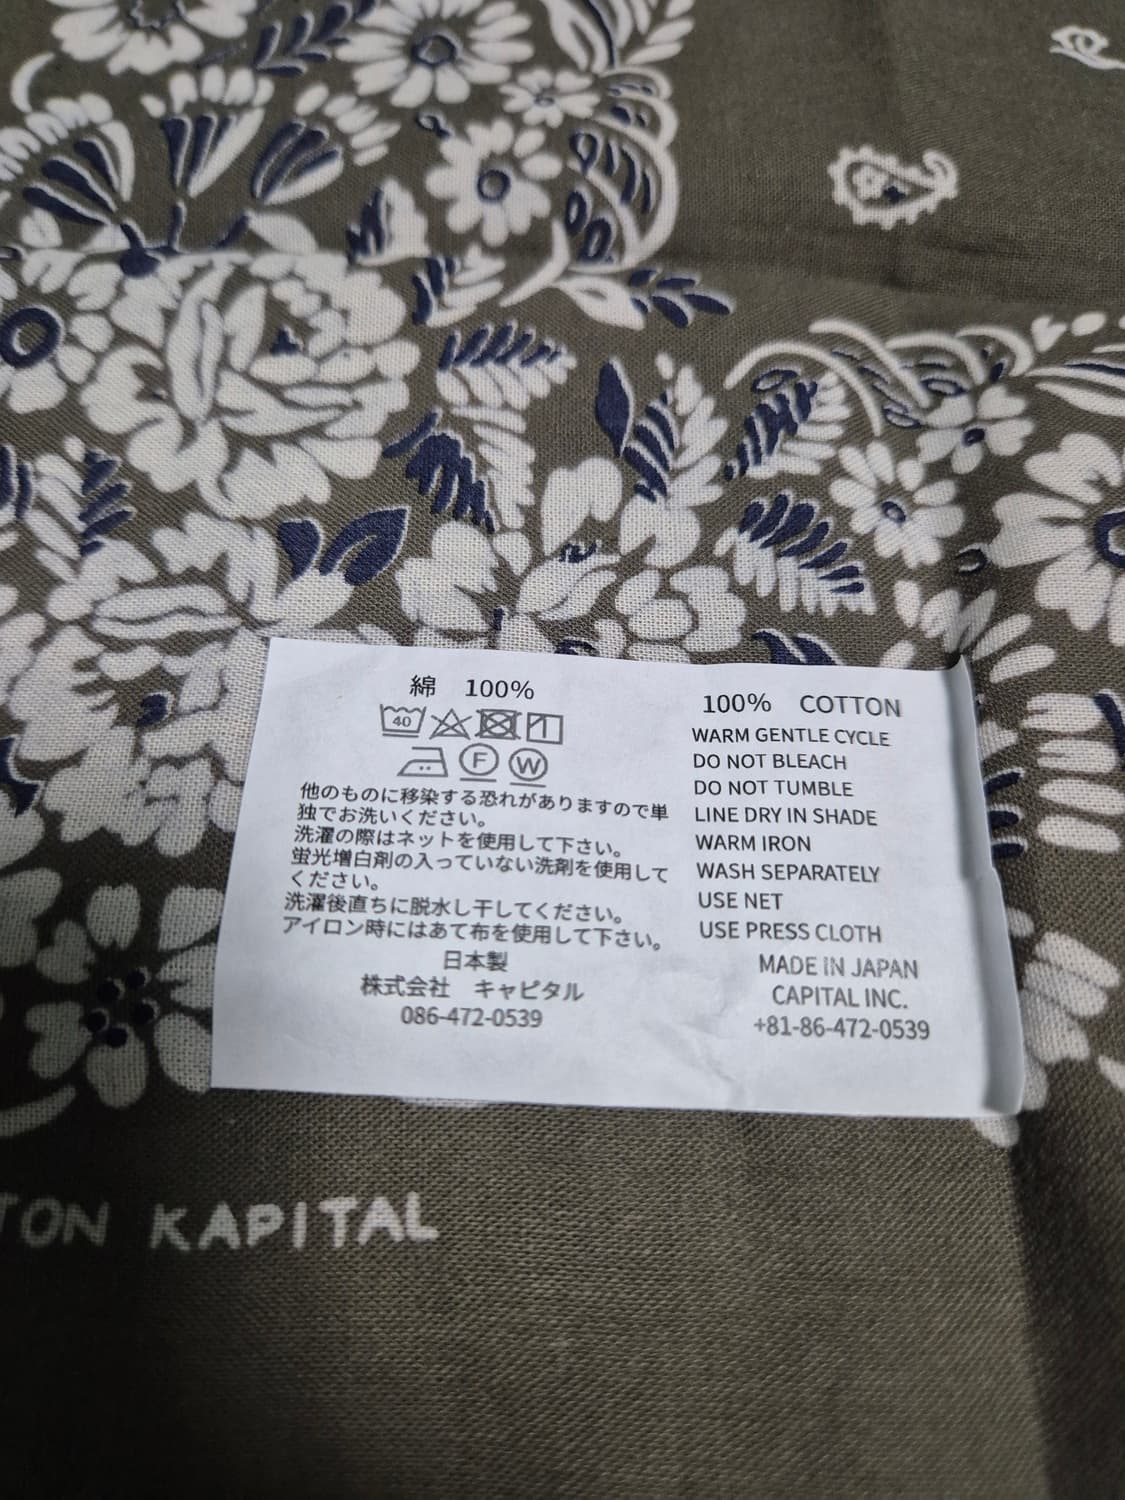 綿 100%
40
F W
他のものに移染する恐れがありますので単
独でお洗いください。
洗濯の際はネットを使用して下さい。
蛍光増白剤の入っていない洗剤を使用して
ください。
洗濯後直ちに脱水し干してください。
アイロン時にはあて布を使用して下さい。
日本製
株式会社 キャピタル
086-472-0539
100% COTTON
WARM GENTLE CYCLE
DO NOT BLEACH
DO NOT TUMBLE
LINE DRY IN SHADE
WARM IRON
WASH SEPARATELY
USE NET
USE PRESS CLOTH
MADE IN JAPAN
CAPITAL INC.
+81-86-472-0539
TON KAPITAL